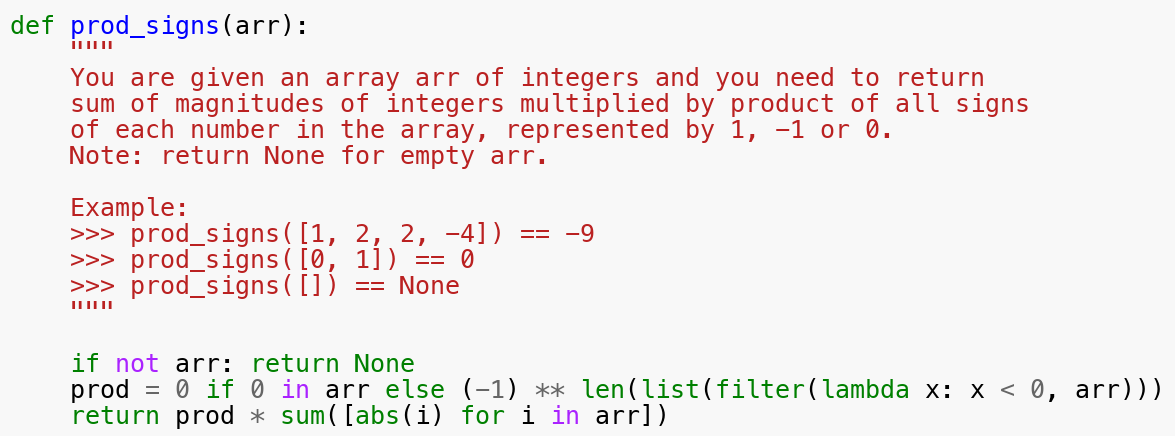 def prod_signs(arr):
    """
    You are given an array arr of integers and you need to return
    sum of magnitudes of integers multiplied by product of all signs
    of each number in the array, represented by 1, -1 or 0.
    Note: return None for empty arr.

    Example:
    >>> prod_signs([1, 2, 2, -4]) == -9
    >>> prod_signs([0, 1]) == 0
    >>> prod_signs([]) == None
    """

    if not arr: return None
    prod = 0 if 0 in arr else (-1) ** len(list(filter(lambda x: x < 0, arr)))
    return prod * sum([abs(i) for i in arr])